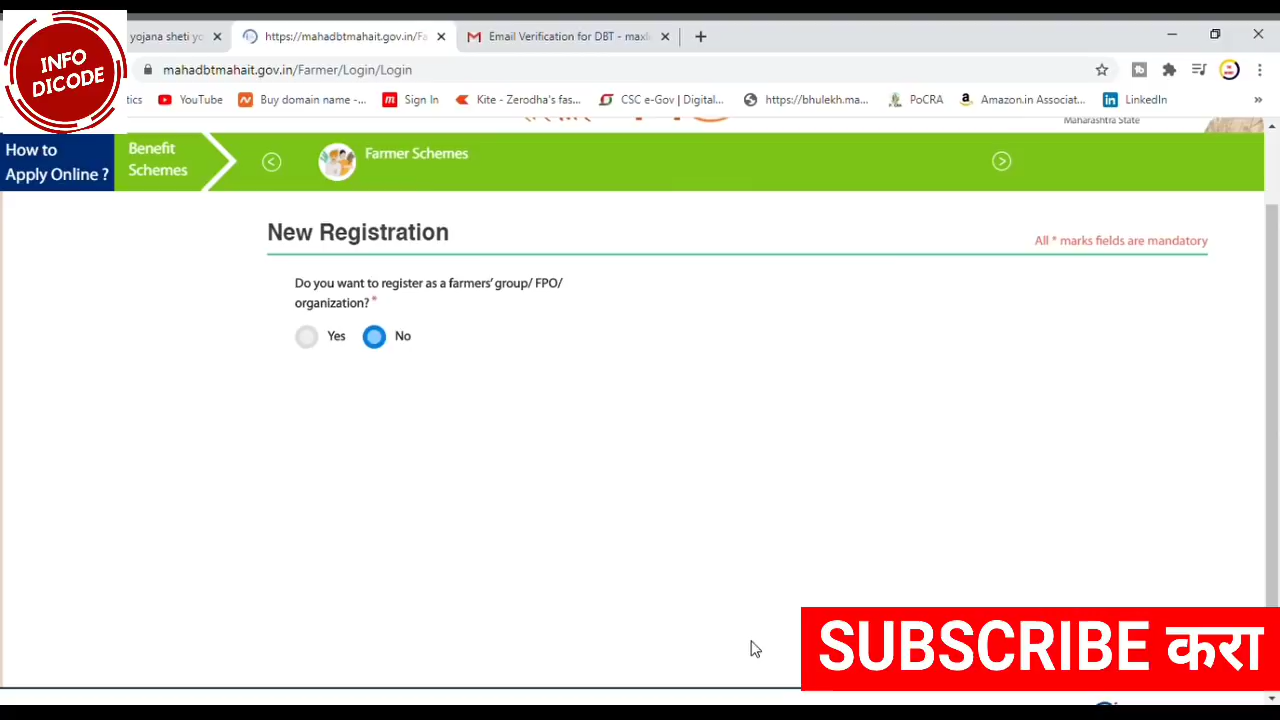 INFO
DICODE
yojana sheti yo
https://mahadbtmahait.gov.in/Fa
Email Verification for DBT - maxl
mahadbtmahait.gov.in/Farmer/Login/Login
tics
YouTube
Buy domain name -...
Sign In
Kite - Zerodha's fas...
CSC e-Gov | Digital...
https://bhulekh.ma...
PoCRA
Amazon.in Associat...
LinkedIn
»
Maharashtra State
How to
Apply Online ?
Benefit
Schemes
Farmer Schemes
New Registration
All * marks fields are mandatory
Do you want to register as a farmers' group/ FPO/
organization? *
Yes
No
SUBSCRIBE करा